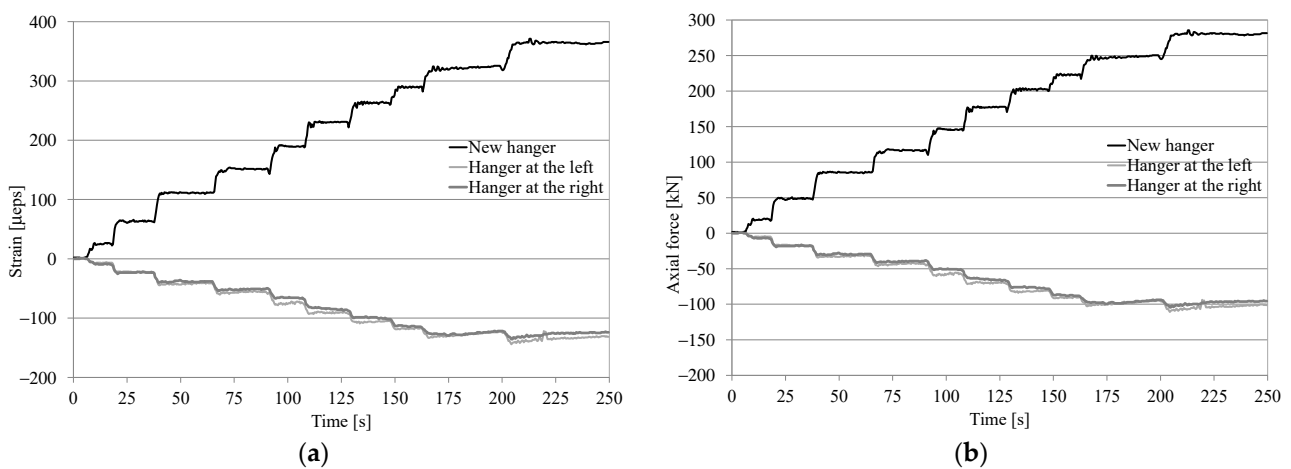 400
300
200
100
0
−100
−200
Strain [μeps]
New hanger
Hanger at the left
Hanger at the right
0 25 50 75 100 125 150 175 200 225 250
Time [s]
(a)
300
250
200
150
100
50
0
−50
−100
−150
−200
Axial force [kN]
New hanger
Hanger at the left
Hanger at the right
0 25 50 75 100 125 150 175 200 225 250
Time [s]
(b)